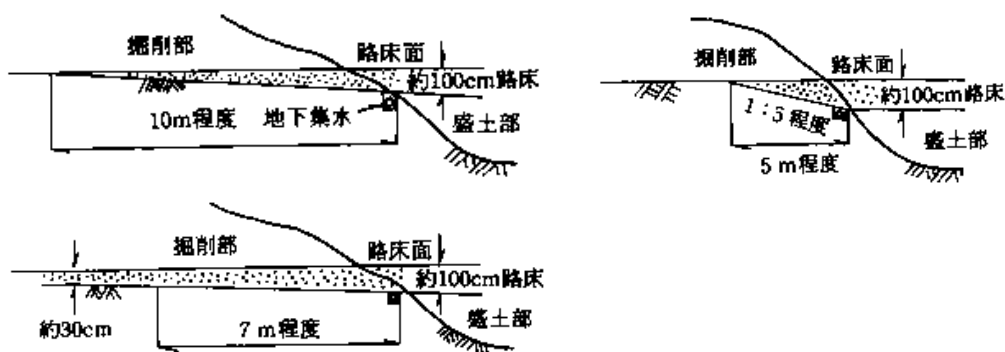 掘削部
路床面
約100cm路床
10m程度
地下集水
盛土部
掘削部
路床面
約100cm路床
1:5程度
盛土部
5m程度
掘削部
路床面
約100cm路床
約30cm
7m程度
盛土部